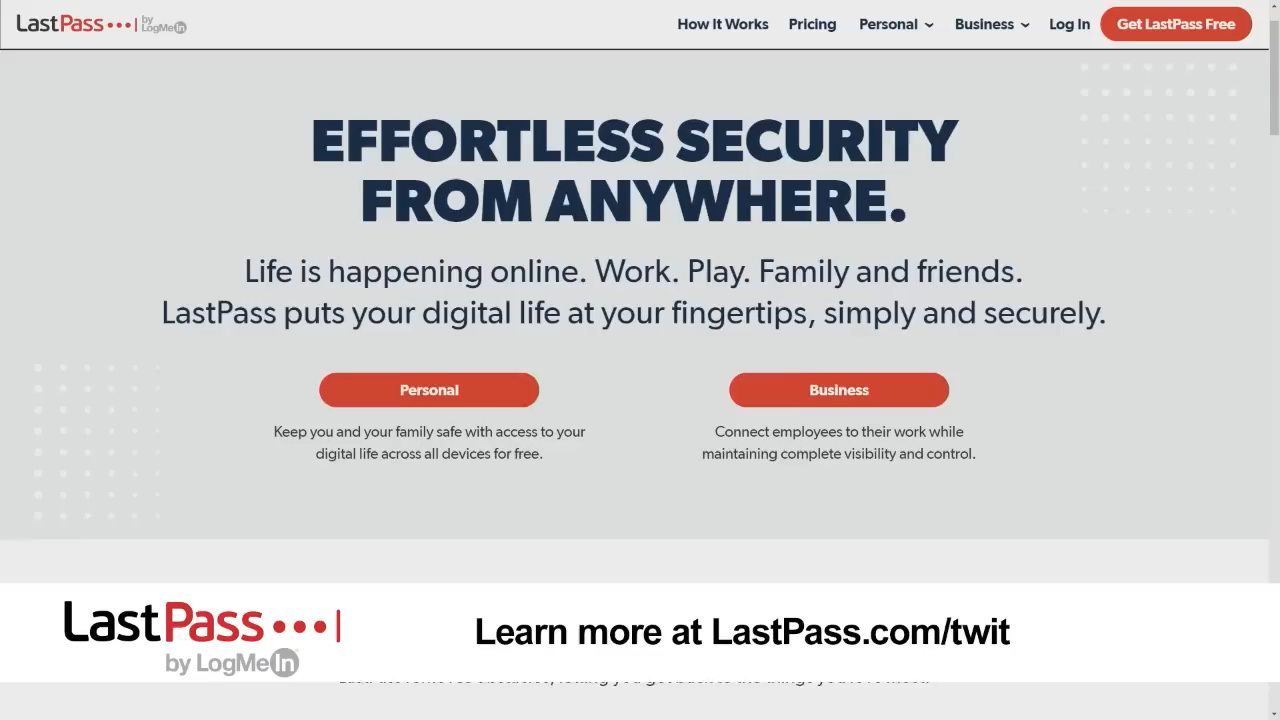 LastPass by LogMeIn
How It Works Pricing Personal Business Log In Get LastPass Free
EFFORTLESS SECURITY
FROM ANYWHERE.
Life is happening online. Work. Play. Family and friends.
LastPass puts your digital life at your fingertips, simply and securely.
Personal
Keep you and your family safe with access to your
digital life across all devices for free.
Business
Connect employees to their work while
maintaining complete visibility and control.
LastPass
by LogMeIn
Learn more at LastPass.com/twit